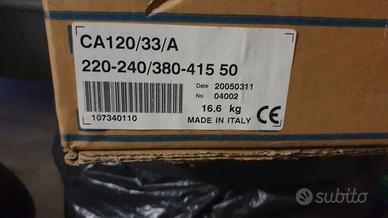 CA120/33/A
220-240/380-415 50
Date 20050311
No 04002
16.6 kg
107340110
MADE IN ITALY CE
subito